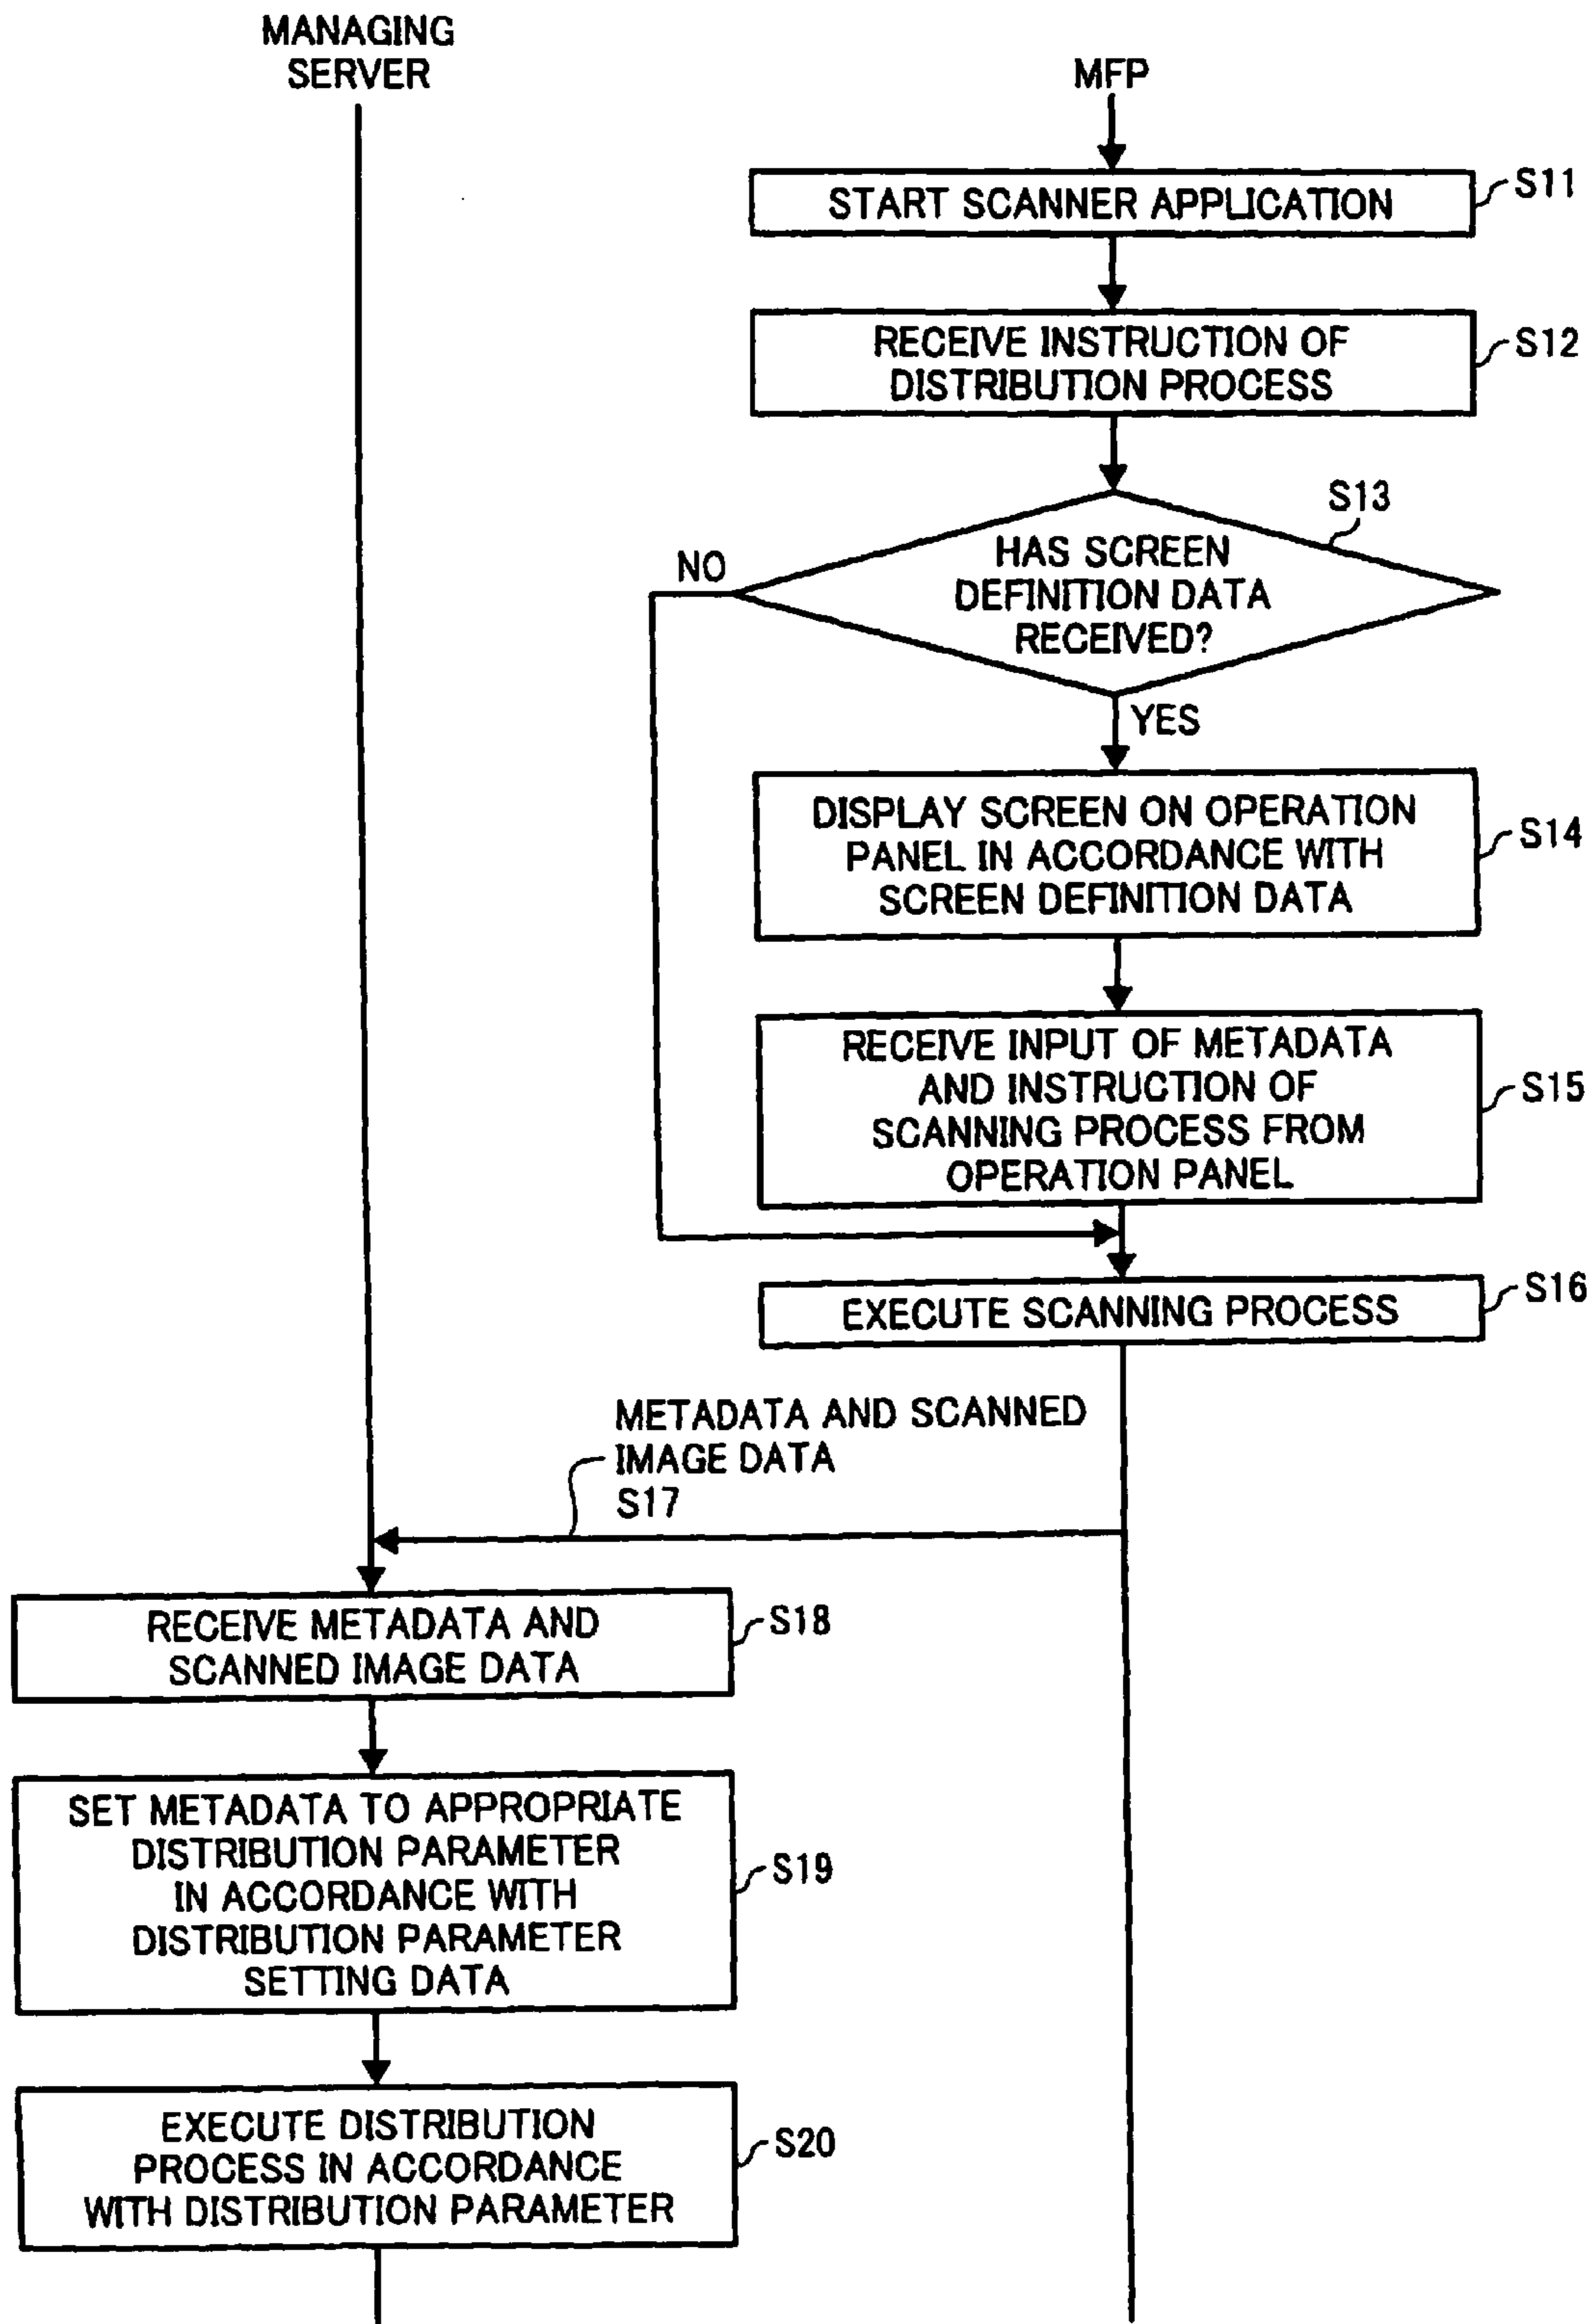 MANAGING
SERVER
MFP
START SCANNER APPLICATION
S11
RECEIVE INSTRUCTION OF
DISTRIBUTION PROCESS
S12
S13
HAS SCREEN
DEFINITION DATA
RECEIVED?
NO
YES
DISPLAY SCREEN ON OPERATION
PANEL IN ACCORDANCE WITH
SCREEN DEFINITION DATA
S14
RECEIVE INPUT OF METADATA
AND INSTRUCTION OF
SCANNING PROCESS FROM
OPERATION PANEL
S15
EXECUTE SCANNING PROCESS
S16
METADATA AND SCANNED
IMAGE DATA
S17
RECEIVE METADATA AND
SCANNED IMAGE DATA
S18
SET METADATA TO APPROPRIATE
DISTRIBUTION PARAMETER
IN ACCORDANCE WITH
DISTRIBUTION PARAMETER
SETTING DATA
S19
EXECUTE DISTRIBUTION
PROCESS IN ACCORDANCE
WITH DISTRIBUTION PARAMETER
S20